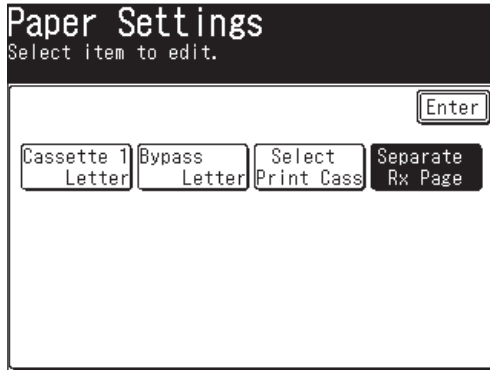 Paper Settings
Select item to edit.
Enter
Cassette 1 Bypass Select Separate
Letter Letter Print Cass Rx Page